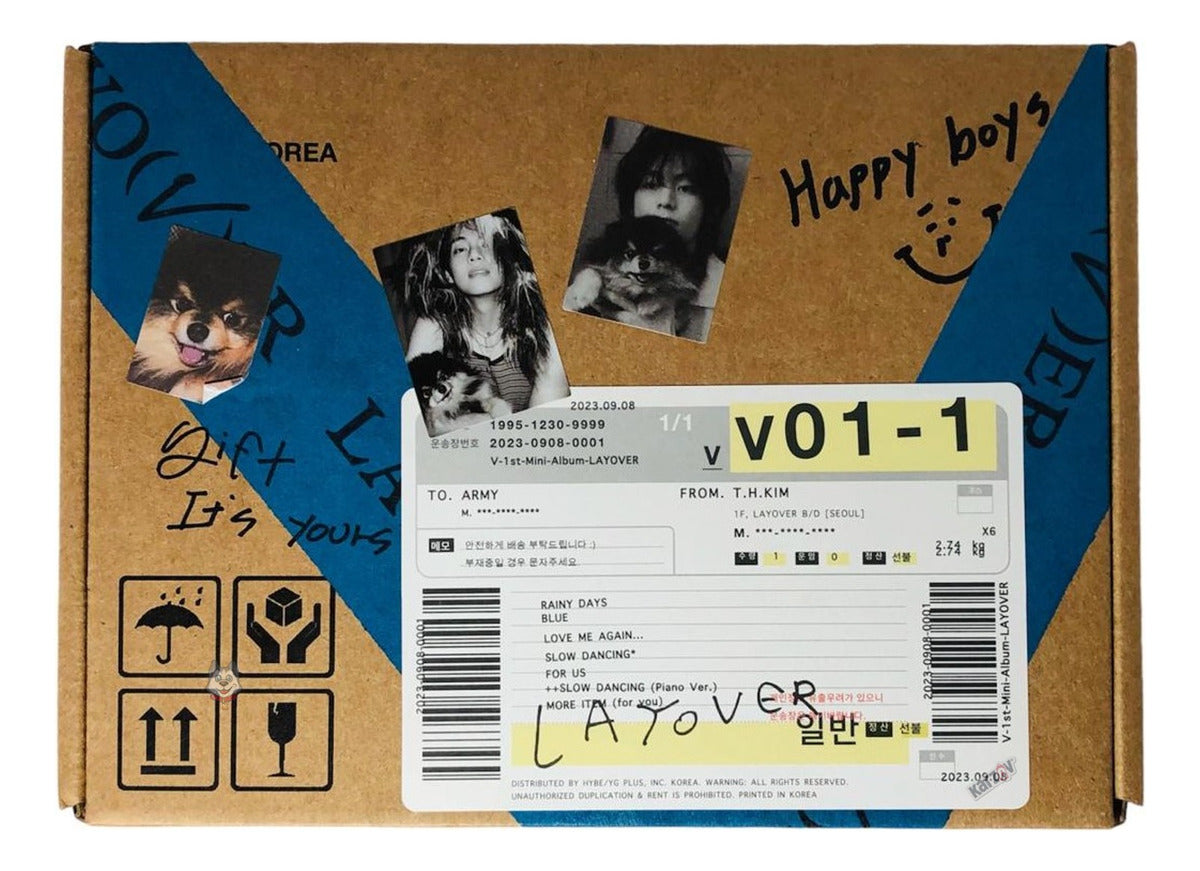 YO(V)ER
OREA
Happy boys
(V)ER
LA
Gift
It's yours
2023.09.08
1995-1230-9999
1/1
운송장번호 2023-0908-0001
V
V01-1
V-1st-Mini-Album-LAYOVER
TO. ARMY
M. ***-****-****
FROM. T.H.KIM
1F, LAYOVER B/D [SEOUL]
M. ***-****-****
X6
메모 안전하게 배송 부탁드립니다 :)
부재중일 경우 문자주세요
수량 1 운임 0 정산 선불
2.74 kg
RAINY DAYS
BLUE
LOVE ME AGAIN...
SLOW DANCING*
FOR US
++SLOW DANCING (Piano Ver.)
MORE ITEM (for you)
2023-0908-0001
2023-0908-0001
V-1st-Mini-Album-LAYOVER
LAYOVER
일반 정산 선불
인수
2023.09.08
DISTRIBUTED BY HYBE/YG PLUS, INC. KOREA. WARNING: ALL RIGHTS RESERVED.
UNAUTHORIZED DUPLICATION & RENT IS PROHIBITED. PRINTED IN KOREA